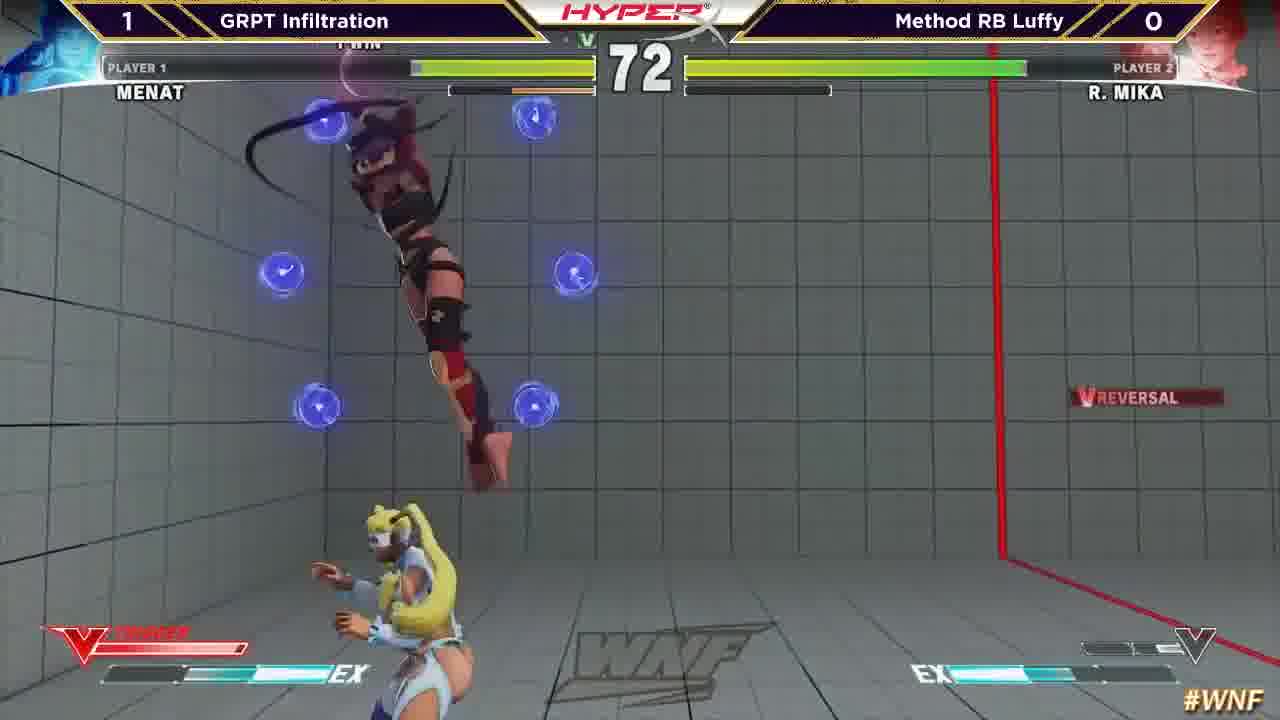 1 GRPT Infiltration HYPER X Method RB Luffy 0
1 WIN
PLAYER 1 72 PLAYER 2
MENAT R. MIKA
V REVERSAL
V TRIGGER
EX EX
WNF
#WNF